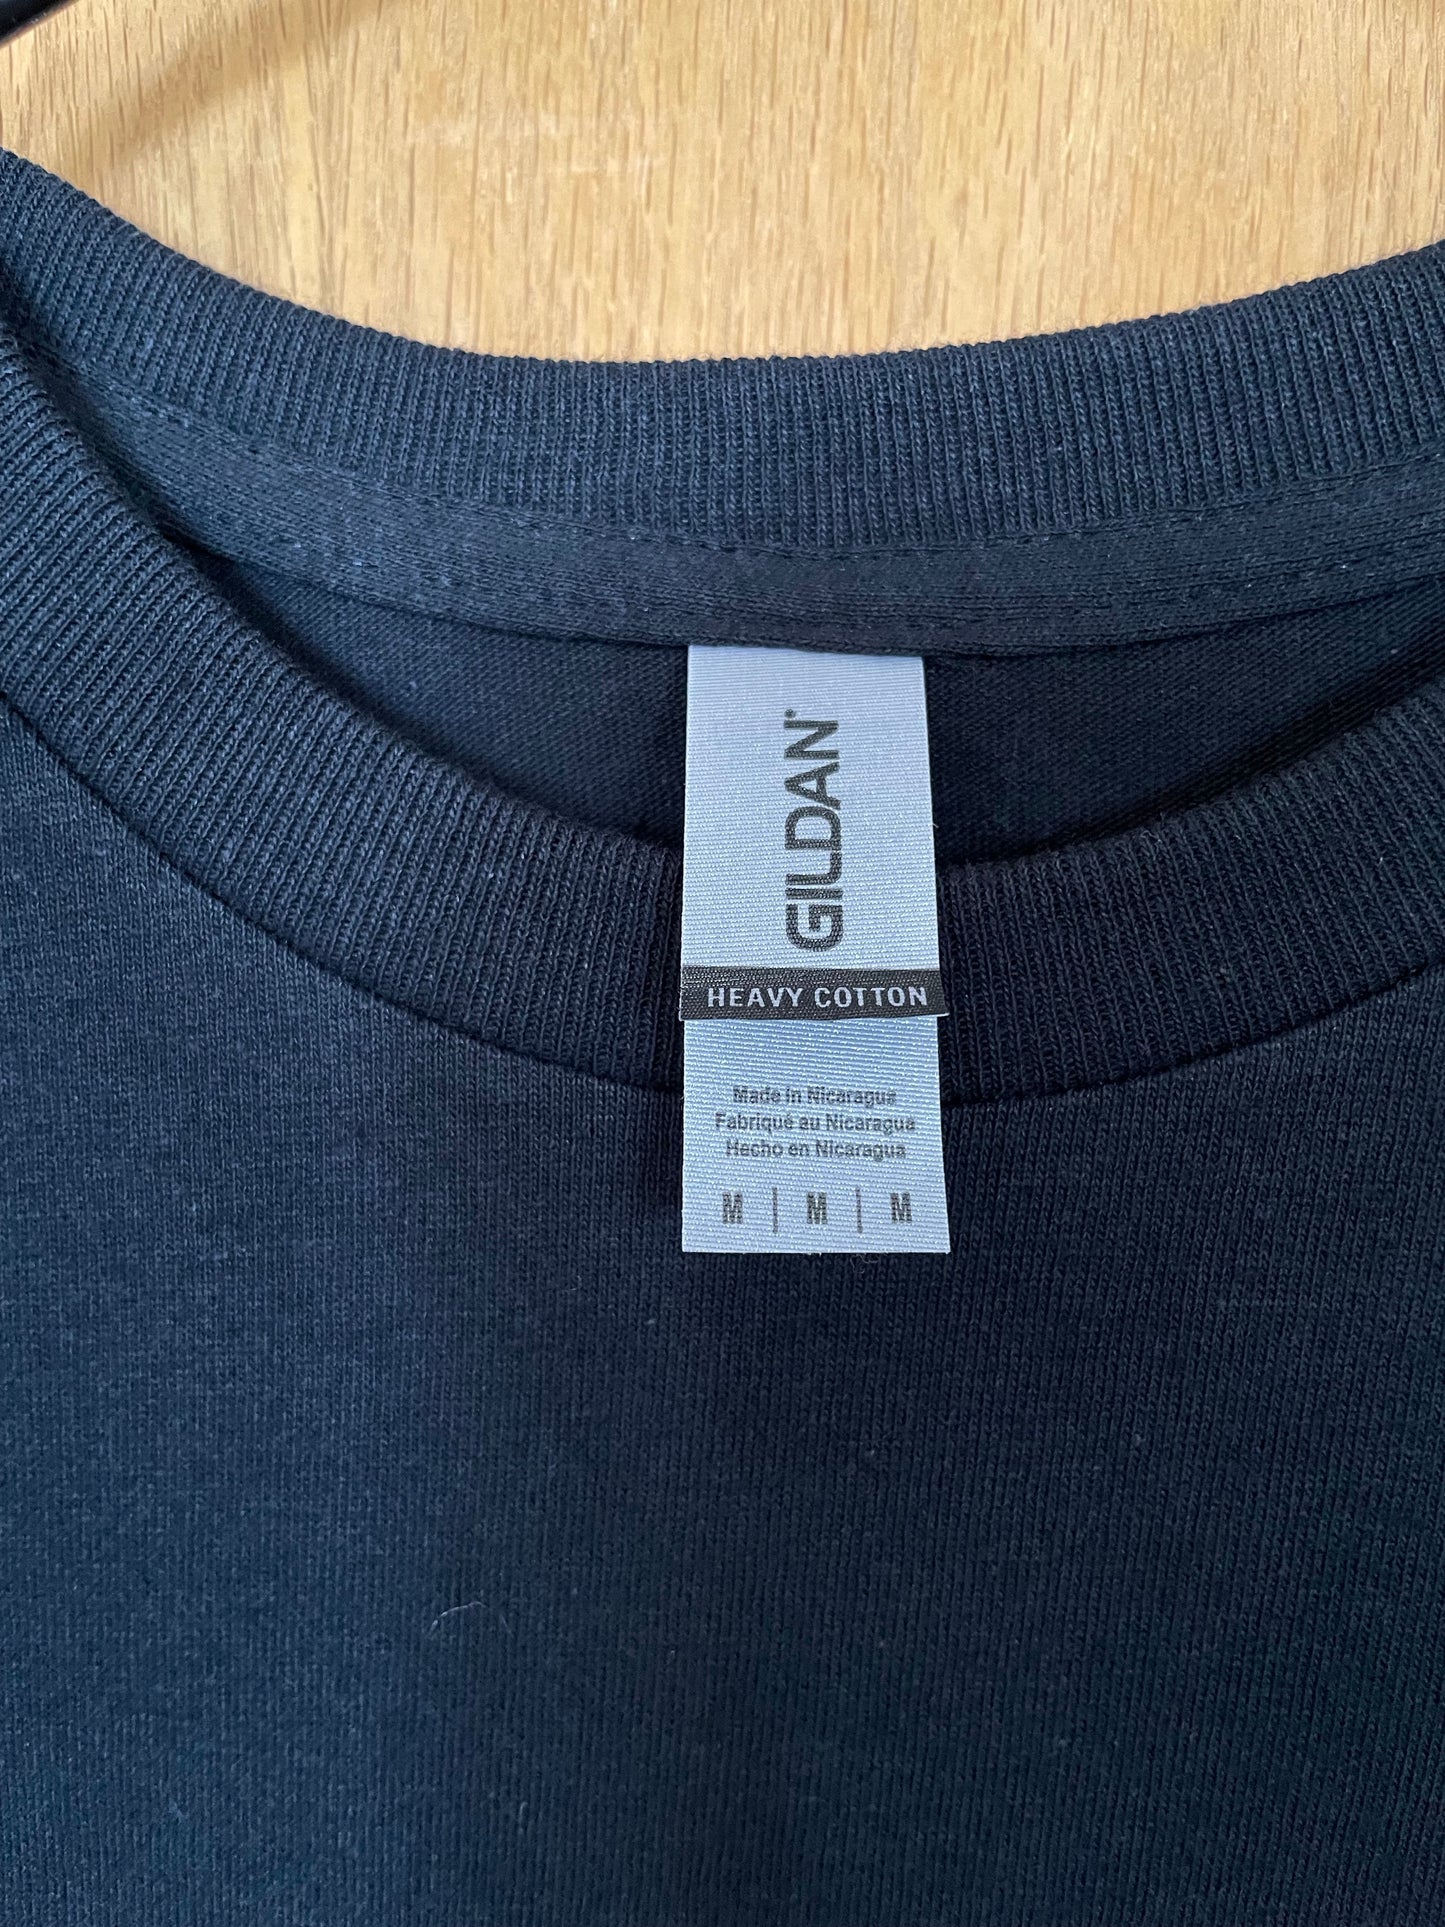 GILDAN®
HEAVY COTTON
Made in Nicaragua
Fabriqué au Nicaragua
Hecho en Nicaragua
M | M | M